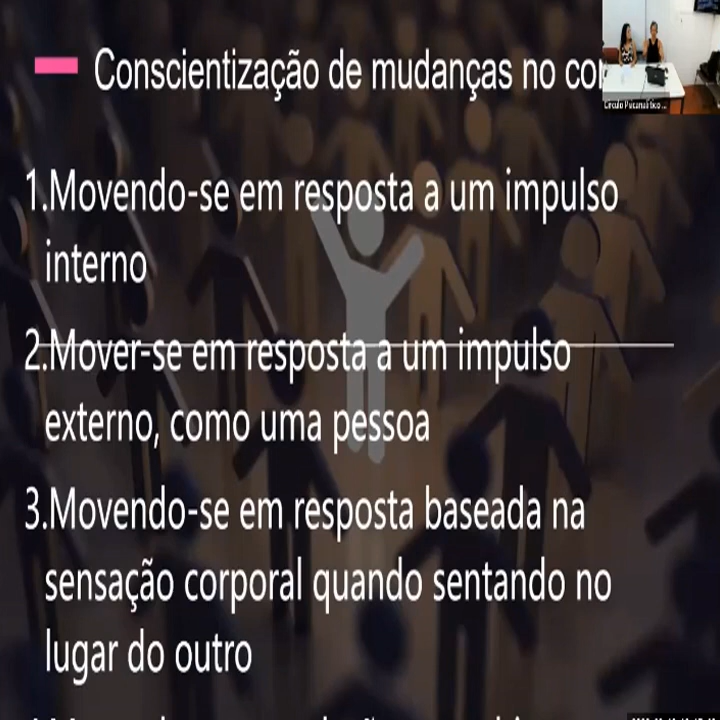 Conscientização de mudanças no
1.Movendo-se em resposta a um impulso
interno
2.Mover-se em resposta a um impulso
externo, como uma pessoa
3.Movendo-se em resposta baseada na
sensação corporal quando sentando no
lugar do outro
Círculo Psicanalítico ...